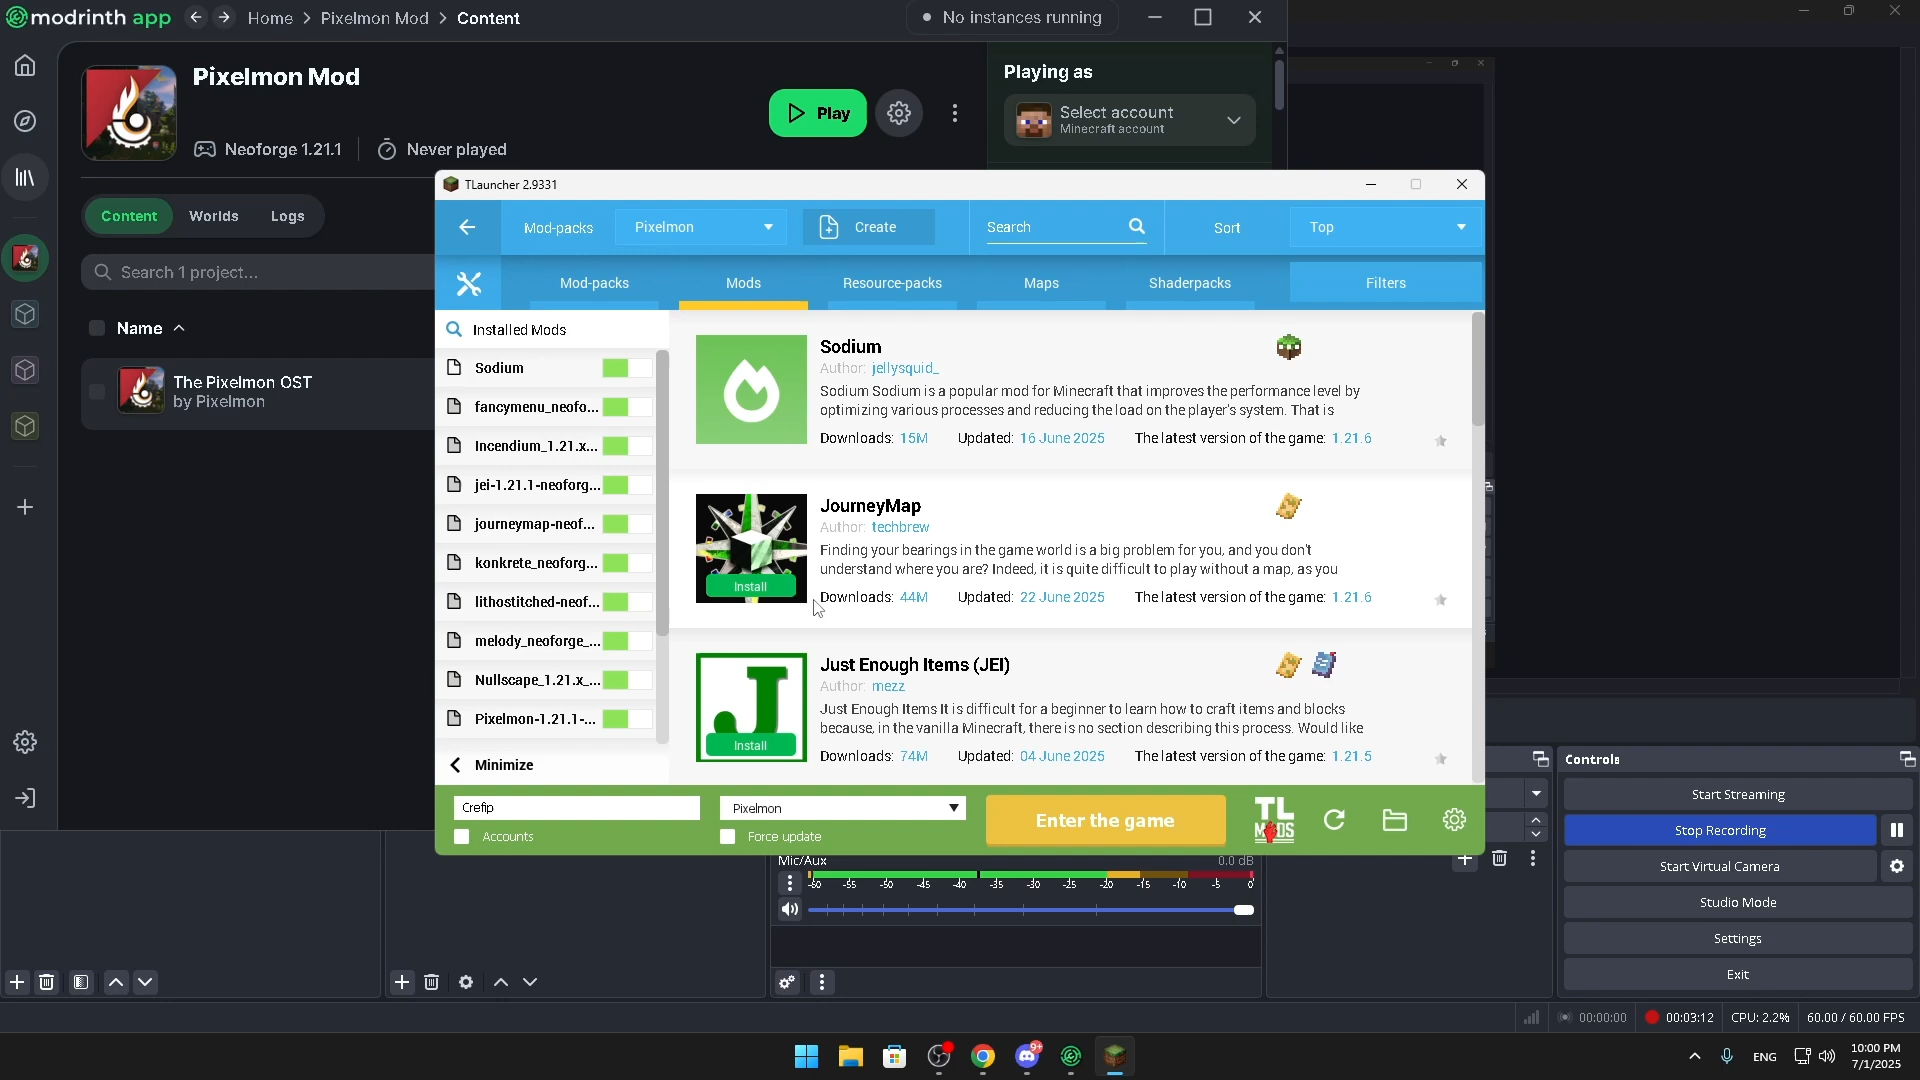 modrinth app
Home > Pixelmon Mod > Content
No instances running
Pixelmon Mod
Neoforge 1.21.1
Never played
Play
Playing as
Select account
Minecraft account
Content
Worlds
Logs
Search 1 project...
Name
The Pixelmon OST
by Pixelmon
TLauncher 2.9331
Mod-packs
Pixelmon
Create
Search
Sort
Top
Mod-packs
Mods
Resource-packs
Maps
Shaderpacks
Filters
Installed Mods
Sodium
fancymenu_neofo...
Incendium_1.21.x...
jei-1.21.1-neoforg...
journeymap-neof...
konkrete_neoforg...
lithostitched-neof...
melody_neoforge_...
Nullscape_1.21.x_...
Pixelmon-1.21.1-...
Minimize
Sodium
Author: jellysquid_
Sodium Sodium is a popular mod for Minecraft that improves the performance level by
optimizing various processes and reducing the load on the player's system. That is
Downloads: 15M Updated: 16 June 2025 The latest version of the game: 1.21.6
JourneyMap
Author: techbrew
Finding your bearings in the game world is a big problem for you, and you don't
understand where you are? Indeed, it is quite difficult to play without a map, as you
Install
Downloads: 44M Updated: 22 June 2025 The latest version of the game: 1.21.6
Just Enough Items (JEI)
Author: mezz
Just Enough Items It is difficult for a beginner to learn how to craft items and blocks
because, in the vanilla Minecraft, there is no section describing this process. Would like
J
Install
Downloads: 74M Updated: 04 June 2025 The latest version of the game: 1.21.5
Crefip
Accounts
Pixelmon
Force update
Enter the game
TL
MODS
Mic/Aux
0.0 dB
-60 -55 -50 -45 -40 -35 -30 -25 -20 -15 -10 -5 0
Controls
Start Streaming
Stop Recording
Start Virtual Camera
Studio Mode
Settings
Exit
00:00:00
00:03:12
CPU: 2.2%
60.00 / 60.00 FPS
9+
ENG
10:00 PM
7/1/2025